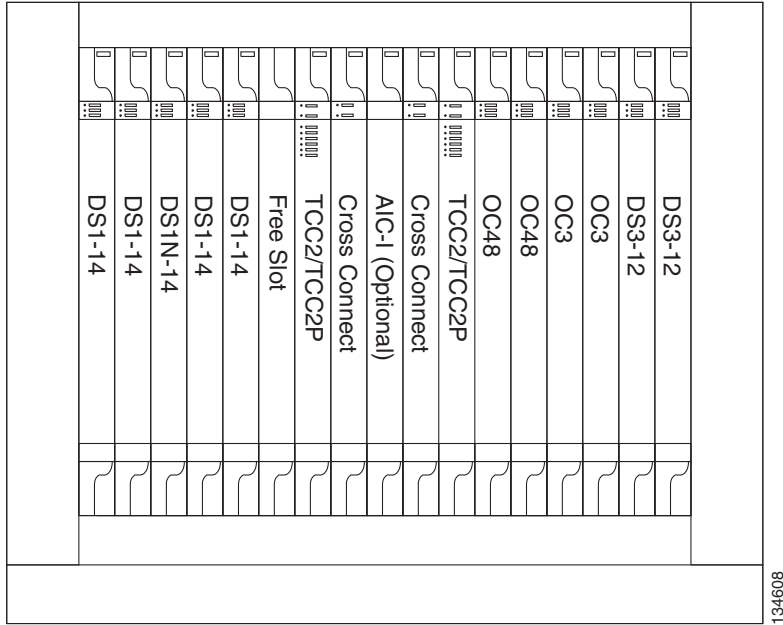 DS1-14
DS1-14
DS1N-14
DS1-14
DS1-14
Free Slot
TCC2/TCC2P
Cross Connect
AIC-I (Optional)
Cross Connect
TCC2/TCC2P
OC48
OC48
OC3
OC3
DS3-12
DS3-12
134608